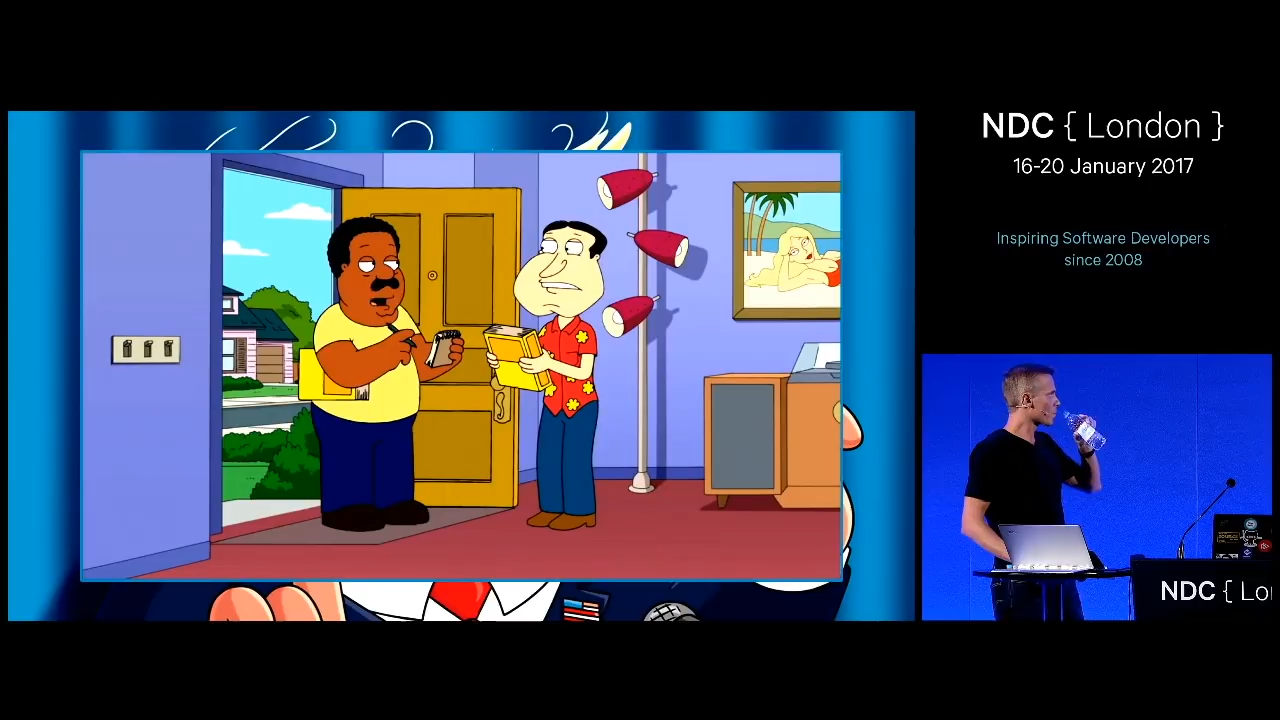 NDC { London }
16-20 January 2017
Inspiring Software Developers
since 2008
NDC { Lo